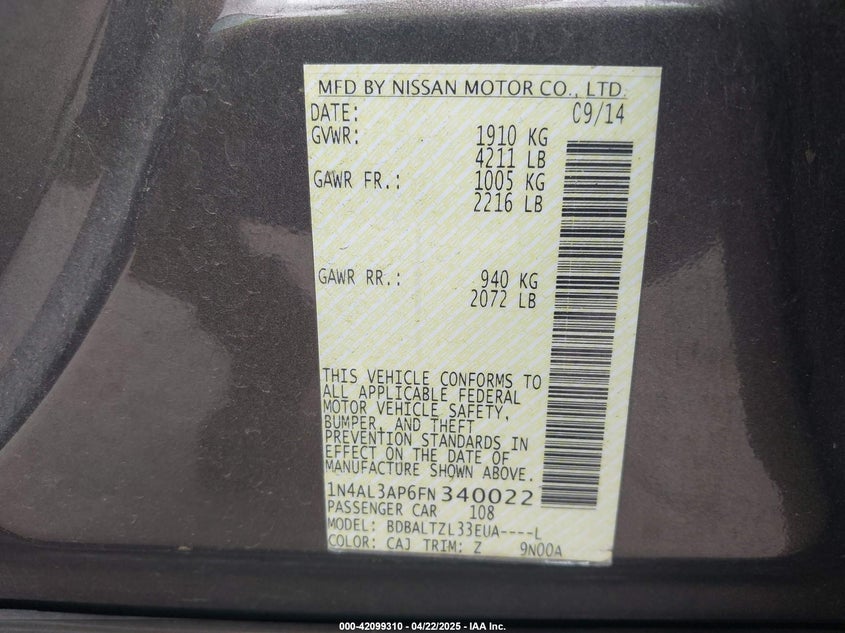 MFD BY NISSAN MOTOR CO., LTD.
DATE: 09/14
GVWR: 1910 KG
4211 LB
GAWR FR.: 1005 KG
2216 LB
GAWR RR.: 940 KG
2072 LB
THIS VEHICLE CONFORMS TO
ALL APPLICABLE FEDERAL
MOTOR VEHICLE SAFETY,
BUMPER, AND THEFT
PREVENTION STANDARDS IN
EFFECT ON THE DATE OF
MANUFACTURE SHOWN ABOVE.
1N4AL3AP6FN340022
PASSENGER CAR 108
MODEL: BDBALTZL33EUA----L
COLOR: CAJ TRIM: Z 9N00A
000-42099310 - 04/22/2025 - IAA Inc.